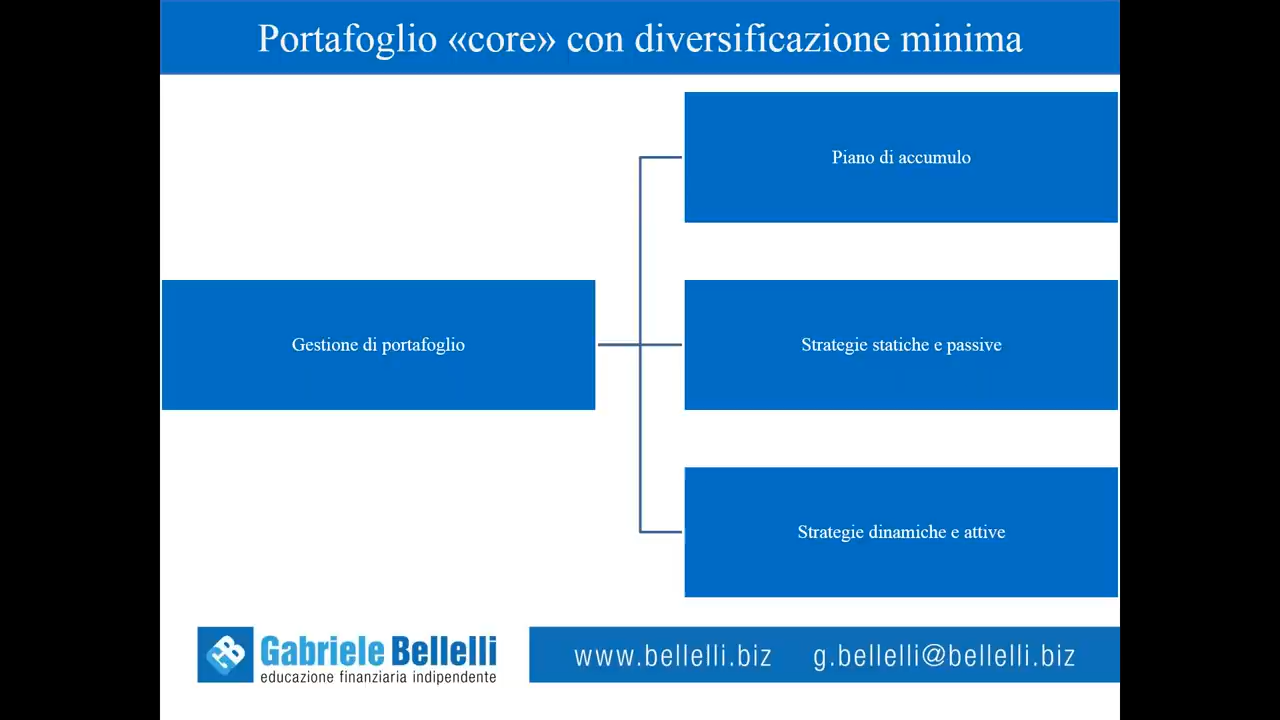 Portafoglio «core» con diversificazione minima
Piano di accumulo
Gestione di portafoglio
Strategie statiche e passive
Strategie dinamiche e attive
GB Gabriele Bellelli
educazione finanziaria indipendente
www.bellelli.biz g.bellelli@bellelli.biz